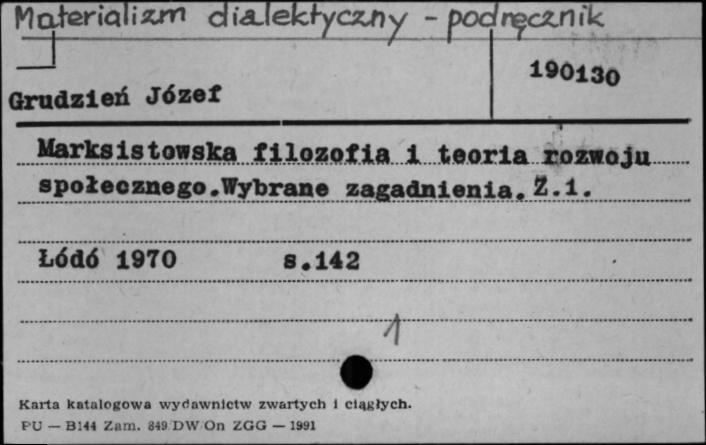 Materializm dialektyczny - podręcznik
190130
Grudzień Józef
Marksistowska filozofia i teoria rozwoju
społecznego.Wybrane zagadnienia. Z.1.
Łódó 1970 s.142
1
Karta katalogowa wydawnictw zwartych i ciągłych.
PU — B144 Zam. 849 DW On ZGG — 1991